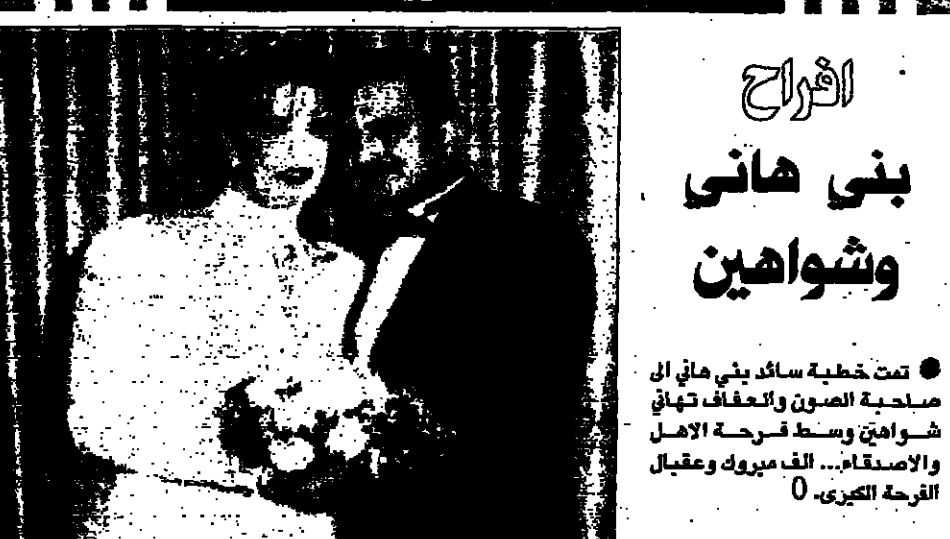 افراح
بني هاني
وشواهين
● تمت خطبة سائد بني هاني الى
صاحبة الصون والعفاف تهاني
شواهين وسط فرحة الاهل
والاصدقاء... الف مبروك وعقبال
الفرحة الكبرى. 0